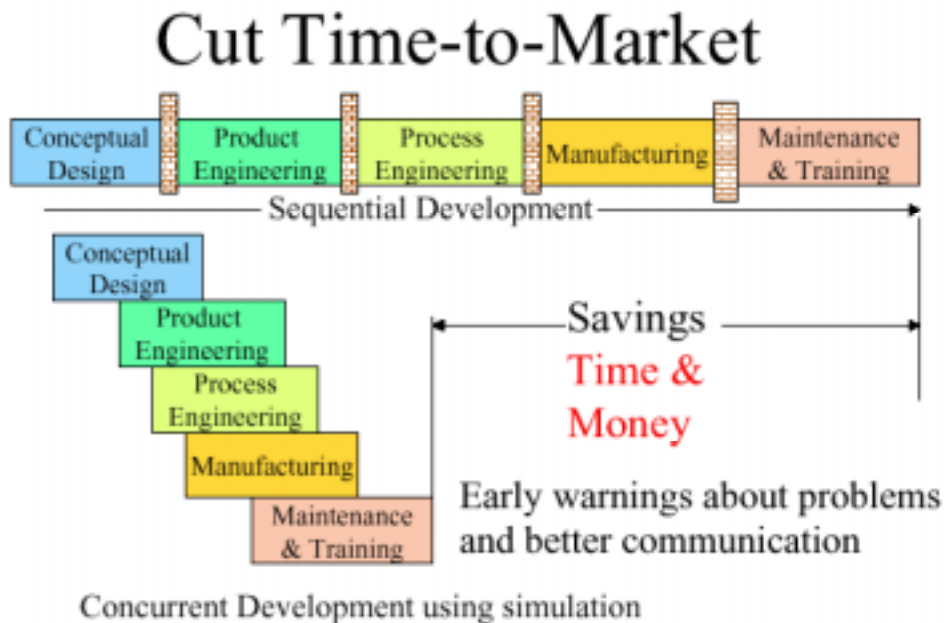 Cut Time-to-Market
Conceptual
Design
Product
Engineering
Process
Engineering
Manufacturing
Maintenance
& Training
Sequential Development
Conceptual
Design
Product
Engineering
Process
Engineering
Manufacturing
Maintenance
& Training
Savings
Time &
Money
Early warnings about problems
and better communication
Concurrent Development using simulation